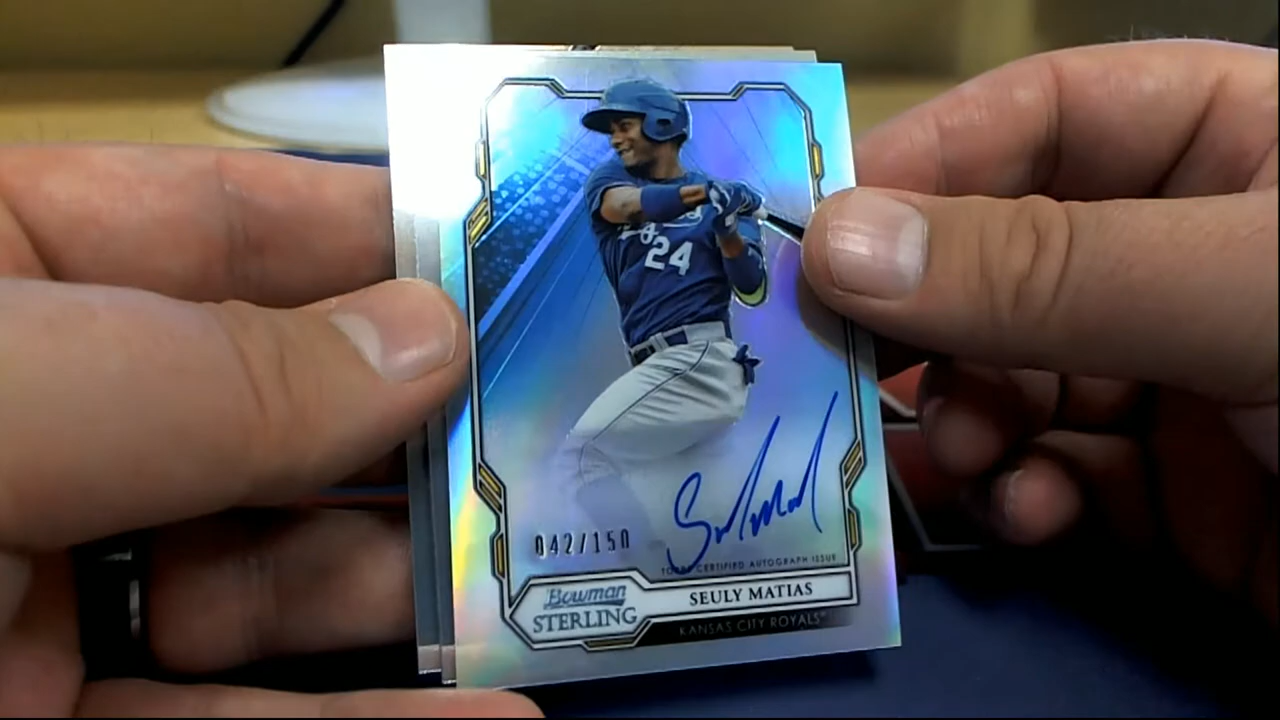 24
042/150
TOPPS CERTIFIED AUTOGRAPH ISSUE
Bowman
STERLING
SEULY MATIAS
KANSAS CITY ROYALS